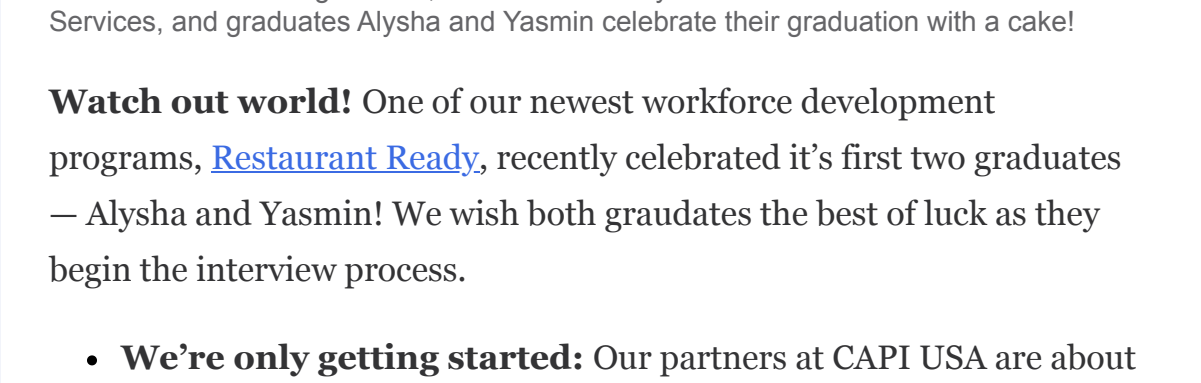 Services, and graduates Alysha and Yasmin celebrate their graduation with a cake!
Watch out world! One of our newest workforce development
programs, Restaurant Ready, recently celebrated it’s first two graduates
— Alysha and Yasmin! We wish both graudates the best of luck as they
begin the interview process.
• We’re only getting started: Our partners at CAPI USA are about